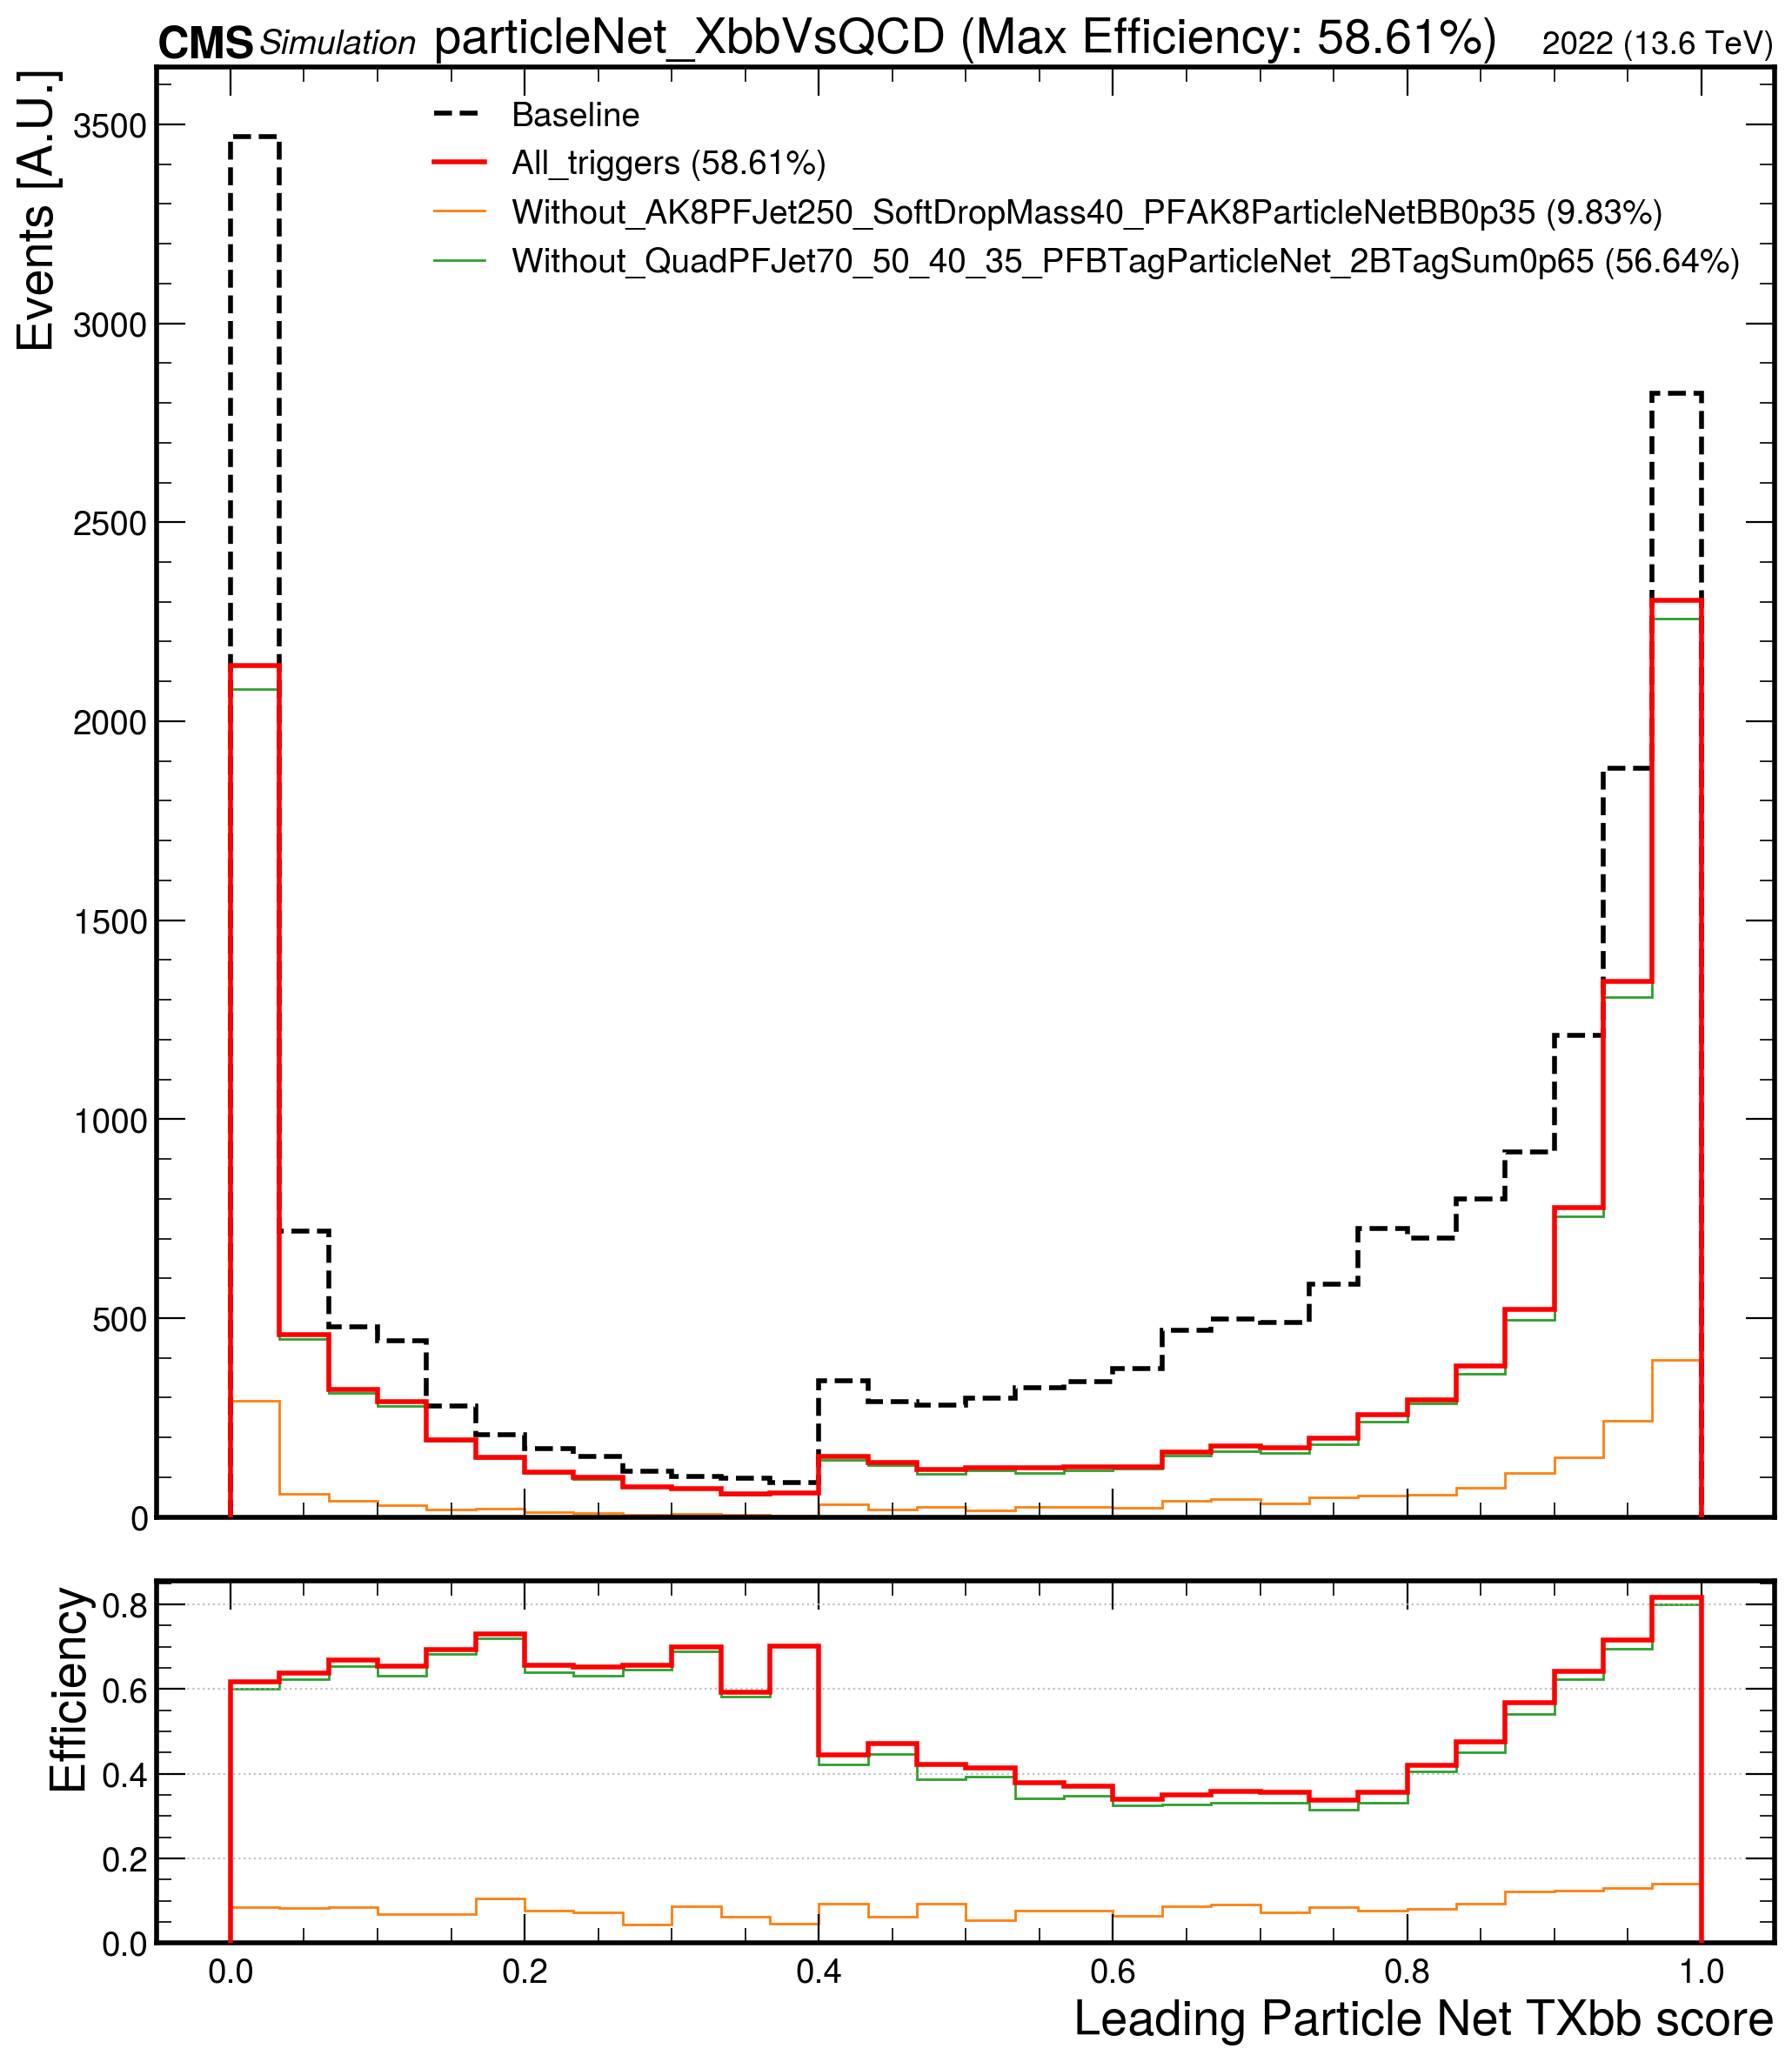 CMS Simulation particleNet_XbbVsQCD (Max Efficiency: 58.61%) 2022 (13.6 TeV)
Events [A.U.]
Baseline
All_triggers (58.61%)
Without_AK8PFJet250_SoftDropMass40_PFAK8ParticleNetBB0p35 (9.83%)
Without_QuadPFJet70_50_40_35_PFBTagParticleNet_2BTagSum0p65 (56.64%)
3500
3000
2500
2000
1500
1000
500
0
Efficiency
0.8
0.6
0.4
0.2
0.0
0.0 0.2 0.4 0.6 0.8 1.0
Leading Particle Net TXbb score